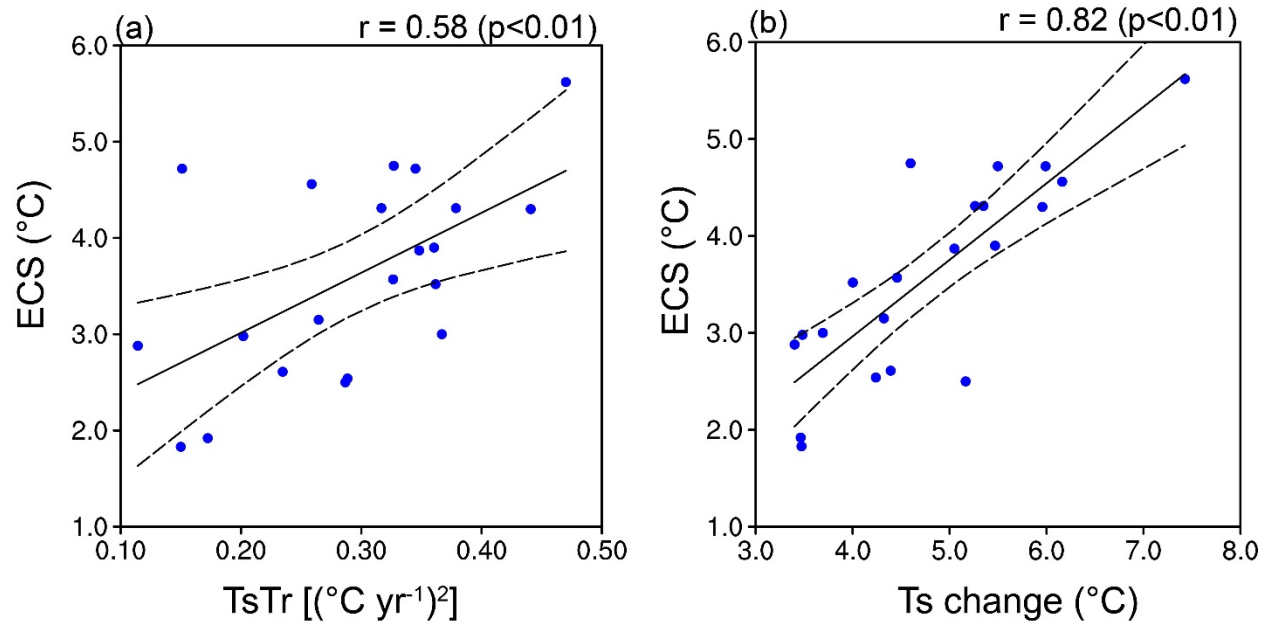 (a) r = 0.58 (p<0.01)
6.0
5.0
4.0
3.0
2.0
1.0
ECS (°C)
0.10 0.20 0.30 0.40 0.50
TsTr [(°C yr⁻¹)²]
(b) r = 0.82 (p<0.01)
6.0
5.0
4.0
3.0
2.0
1.0
ECS (°C)
3.0 4.0 5.0 6.0 7.0 8.0
Ts change (°C)